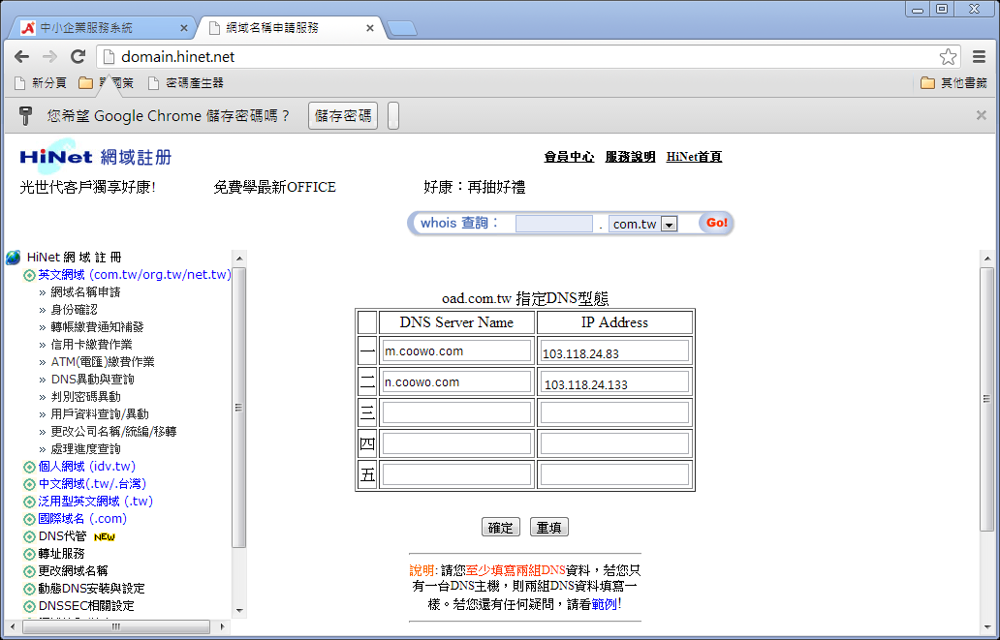 中小企業服務系統
網域名稱申請服務
domain.hinet.net
新分頁
國策
密碼產生器
其他書籤
您希望 Google Chrome 儲存密碼嗎？
儲存密碼
HiNet 網域註册
會員中心 服務說明 HiNet首頁
光世代客戶獨享好康! 免費學最新OFFICE 好康：再抽好禮
whois 查詢： . com.tw Go!
HiNet 網 域 註 冊
英文網域 (com.tw/org.tw/net.tw)
» 網域名稱申請
» 身份確認
» 轉帳繳費通知補發
» 信用卡繳費作業
» ATM(電匯)繳費作業
» DNS異動與查詢
» 判別密碼異動
» 用戶資料查詢/異動
» 更改公司名稱/統編/移轉
» 處理進度查詢
個人網域 (idv.tw)
中文網域(.tw/.台灣)
泛用型英文網域 (.tw)
國際域名 (.com)
DNS代管 NEW
轉址服務
更改網域名稱
動態DNS安裝與設定
DNSSEC相關設定
oad.com.tw 指定DNS型態
DNS Server Name IP Address
一 m.coowo.com 103.118.24.83
二 n.coowo.com 103.118.24.133
三
四
五
確定 重填
說明: 請您至少填寫兩組DNS資料，若您只
有一台DNS主機，則兩組DNS資料填寫一
樣。若您還有任何疑問，請看範例!